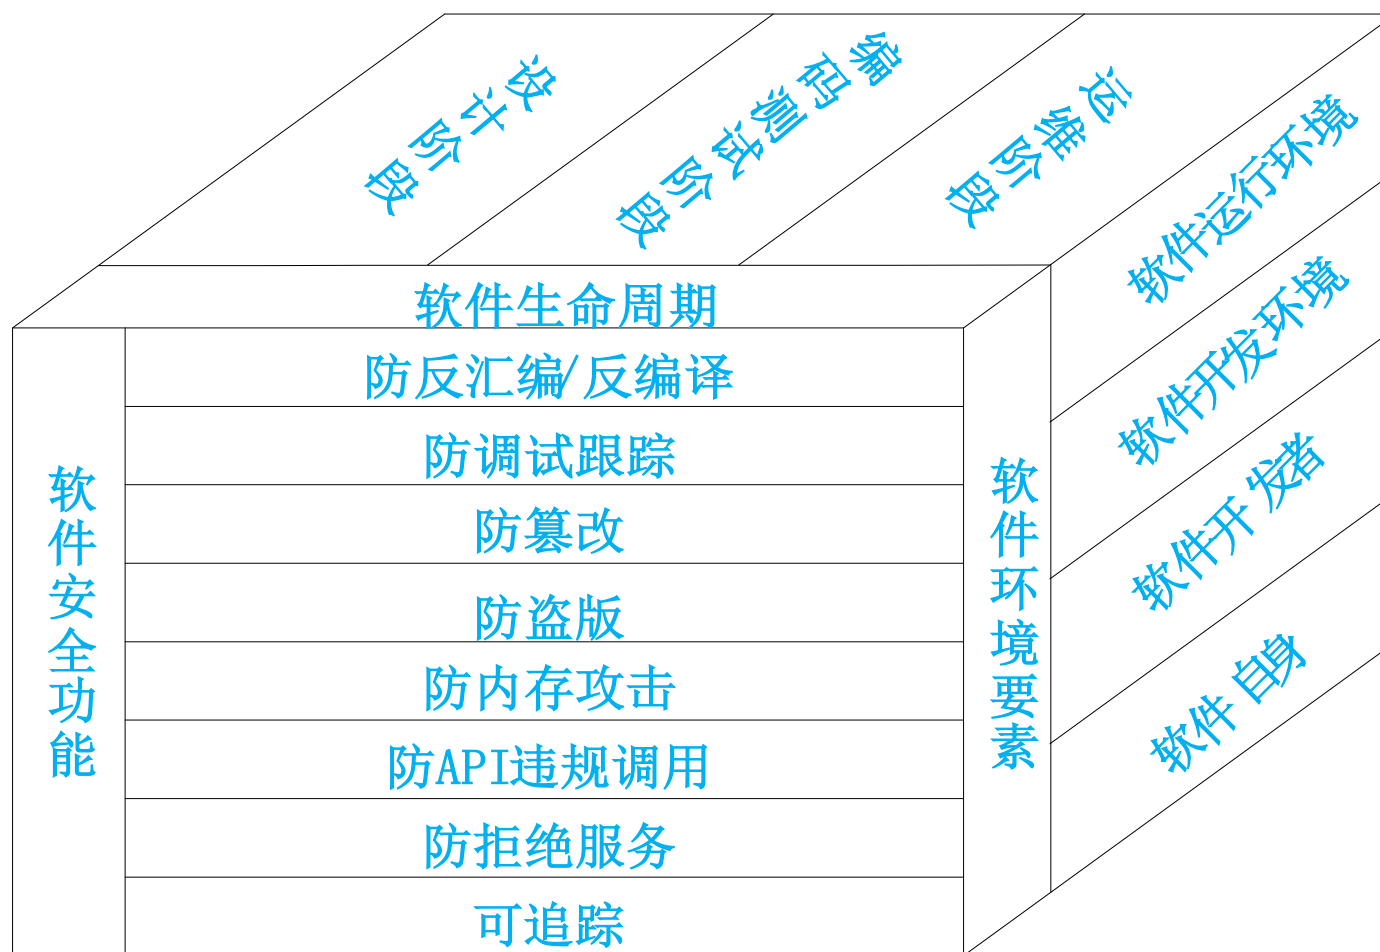 设计阶段
编码测试阶段
运维阶段
软件生命周期
软件安全功能
防反汇编/反编译
防调试跟踪
防篡改
防盗版
防内存攻击
防API违规调用
防拒绝服务
可追踪
软件环境要素
软件运行环境
软件开发环境
软件开发者
软件自身